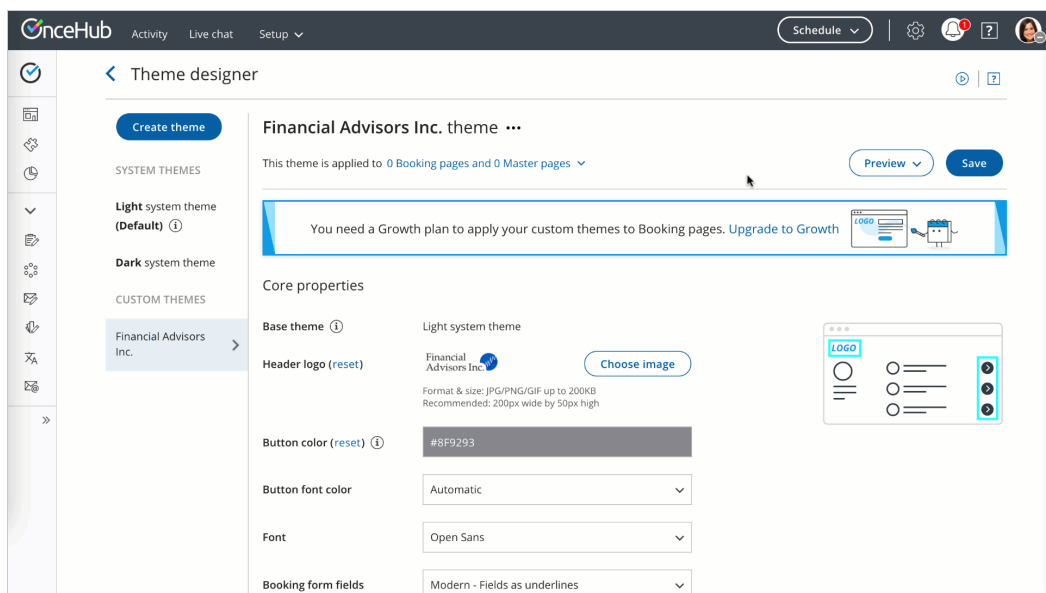 OnceHub Activity Live chat Setup Schedule 1 ?
Theme designer ?
Create theme
SYSTEM THEMES
Light system theme
(Default) i
Dark system theme
CUSTOM THEMES
Financial Advisors
Inc.
Financial Advisors Inc. theme •••
This theme is applied to 0 Booking pages and 0 Master pages
Preview
Save
You need a Growth plan to apply your custom themes to Booking pages. Upgrade to Growth
LOGO
Core properties
Base theme i Light system theme
Header logo (reset)
Financial
Advisors Inc.
Choose image
Format & size: JPG/PNG/GIF up to 200KB
Recommended: 200px wide by 50px high
LOGO
Button color (reset) i #8F9293
Button font color Automatic
Font Open Sans
Booking form fields Modern - Fields as underlines